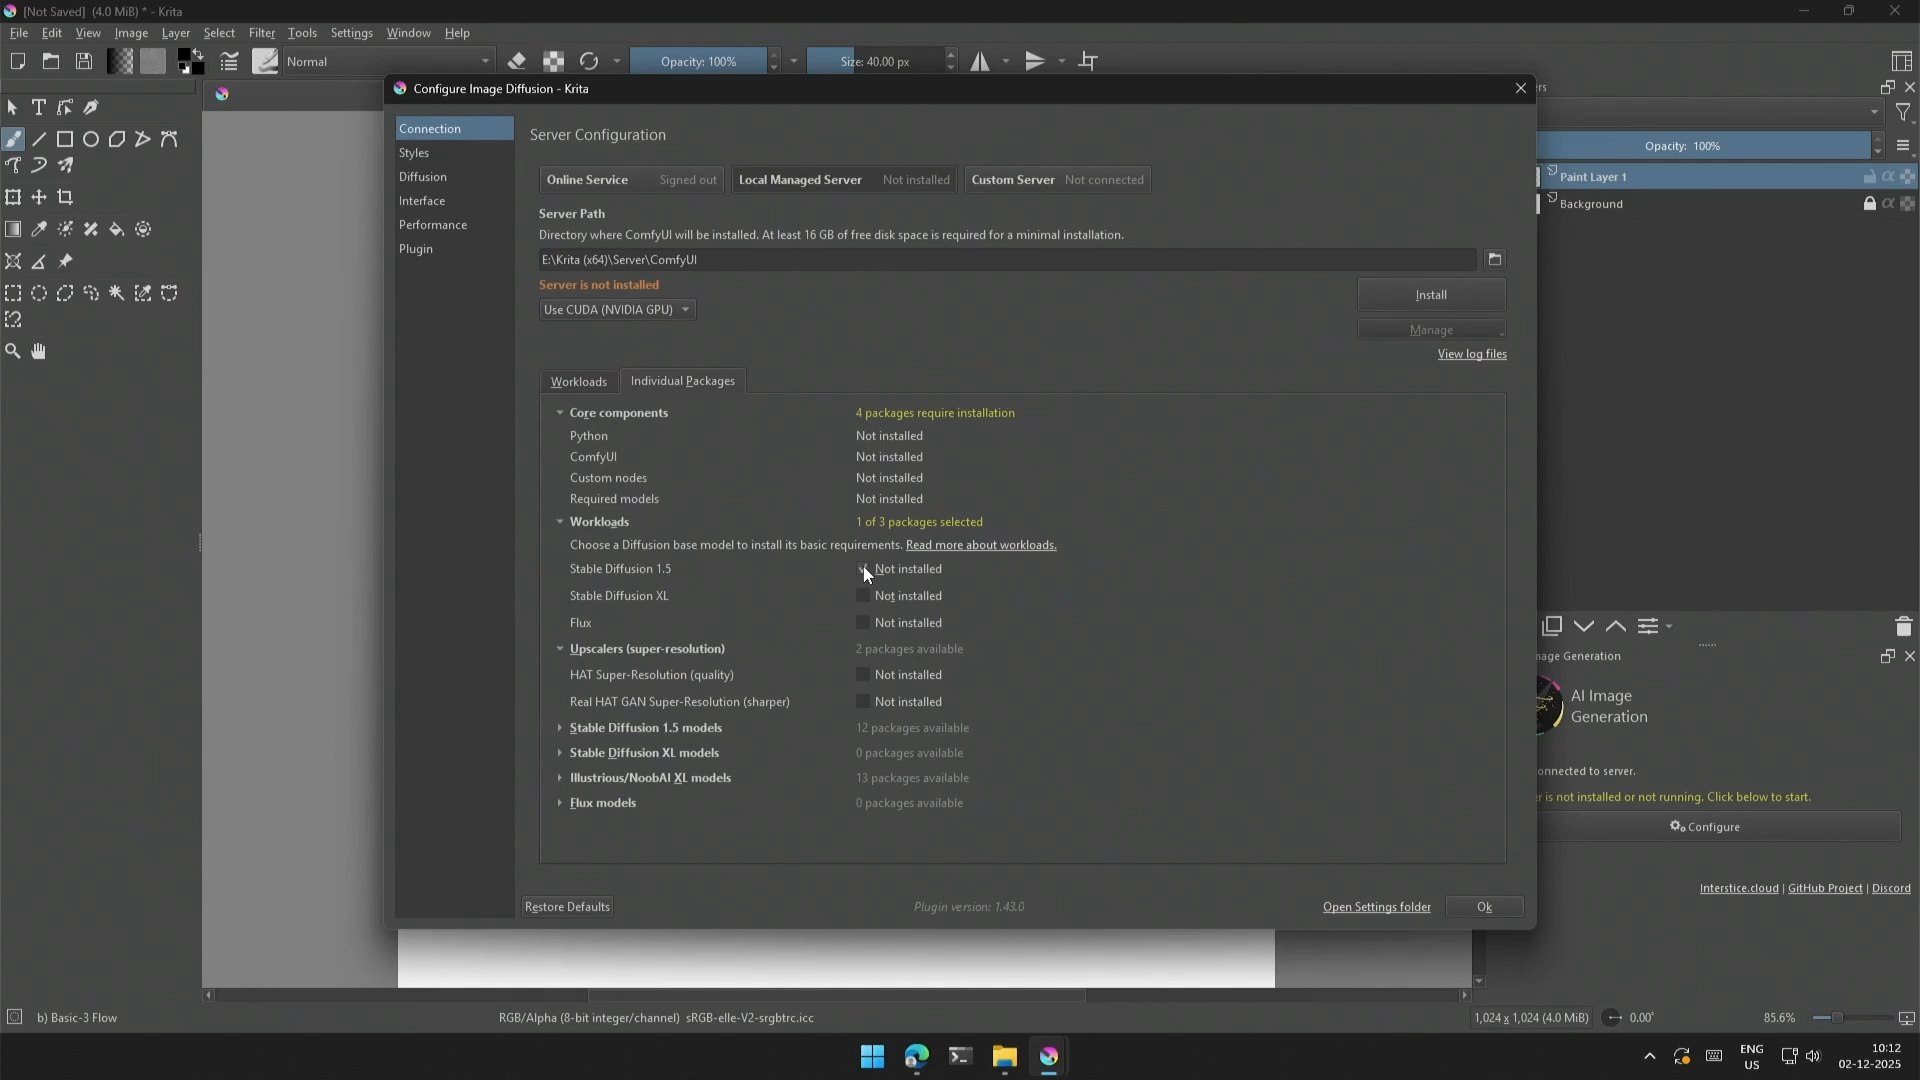 [Not Saved] (4.0 MiB) * - Krita
File Edit View Image Layer Select Filter Tools Settings Window Help
Normal
Opacity: 100%
Size: 40.00 px
Configure Image Diffusion - Krita
Connection
Styles
Diffusion
Interface
Performance
Plugin
Server Configuration
Online Service Signed out
Local Managed Server Not installed
Custom Server Not connected
Server Path
Directory where ComfyUI will be installed. At least 16 GB of free disk space is required for a minimal installation.
E:\Krita (x64)\Server\ComfyUI
Server is not installed
Install
Use CUDA (NVIDIA GPU)
Manage
View log files
Workloads Individual Packages
Core components 4 packages require installation
Python Not installed
ComfyUI Not installed
Custom nodes Not installed
Required models Not installed
Workloads 1 of 3 packages selected
Choose a Diffusion base model to install its basic requirements. Read more about workloads.
Stable Diffusion 1.5 Not installed
Stable Diffusion XL Not installed
Flux Not installed
Upscalers (super-resolution) 2 packages available
HAT Super-Resolution (quality) Not installed
Real HAT GAN Super-Resolution (sharper) Not installed
Stable Diffusion 1.5 models 12 packages available
Stable Diffusion XL models 0 packages available
Illustrious/NoobAI XL models 13 packages available
Flux models 0 packages available
Restore Defaults
Plugin version: 1.43.0
Open Settings folder
Ok
Opacity: 100%
Paint Layer 1
Background
Generation
AI Image
Generation
to server.
is not installed or not running. Click below to start.
Configure
Interstice.cloud | GitHub Project | Discord
b) Basic-3 Flow
RGB/Alpha (8-bit integer/channel) sRGB-elle-V2-srgbtrc.icc
1,024 x 1,024 (4.0 MiB)
0.00°
85.6%
ENG
US
10:12
02-12-2025